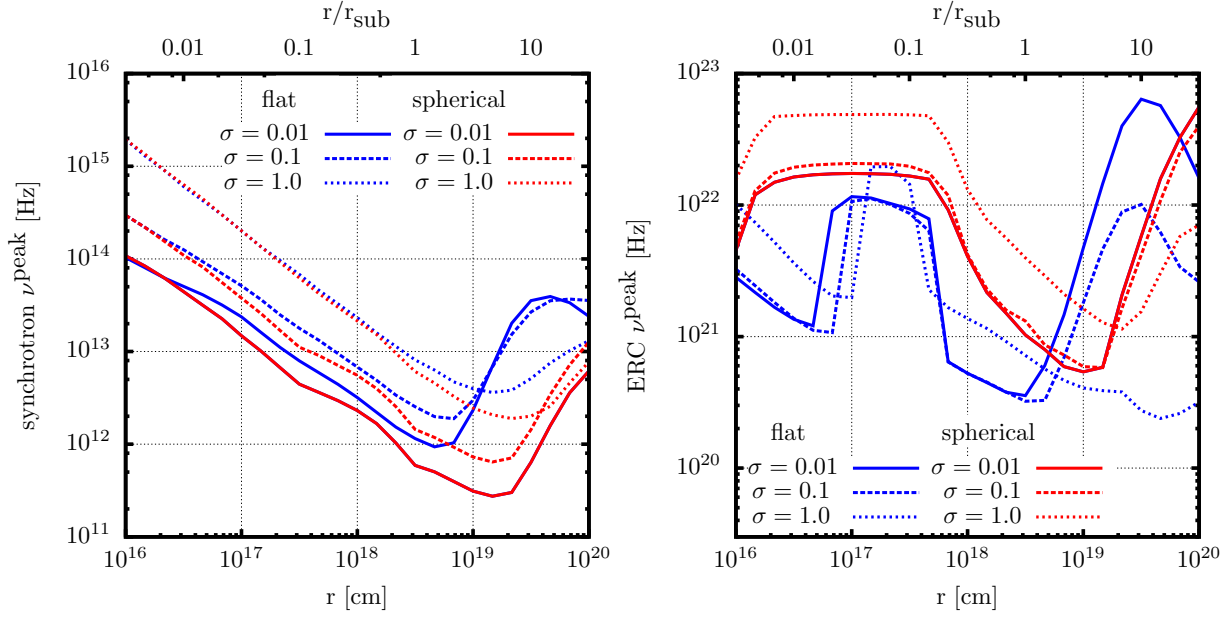 r/r_sub
0.01 0.1 1 10
10^16
10^15
10^14
10^13
10^12
10^11
synchrotron ν^peak [Hz]
flat spherical
σ = 0.01 σ = 0.01
σ = 0.1 σ = 0.1
σ = 1.0 σ = 1.0
10^16 10^17 10^18 10^19 10^20
r [cm]
r/r_sub
0.01 0.1 1 10
10^23
10^22
10^21
10^20
ERC ν^peak [Hz]
flat spherical
σ = 0.01 σ = 0.01
σ = 0.1 σ = 0.1
σ = 1.0 σ = 1.0
10^16 10^17 10^18 10^19 10^20
r [cm]